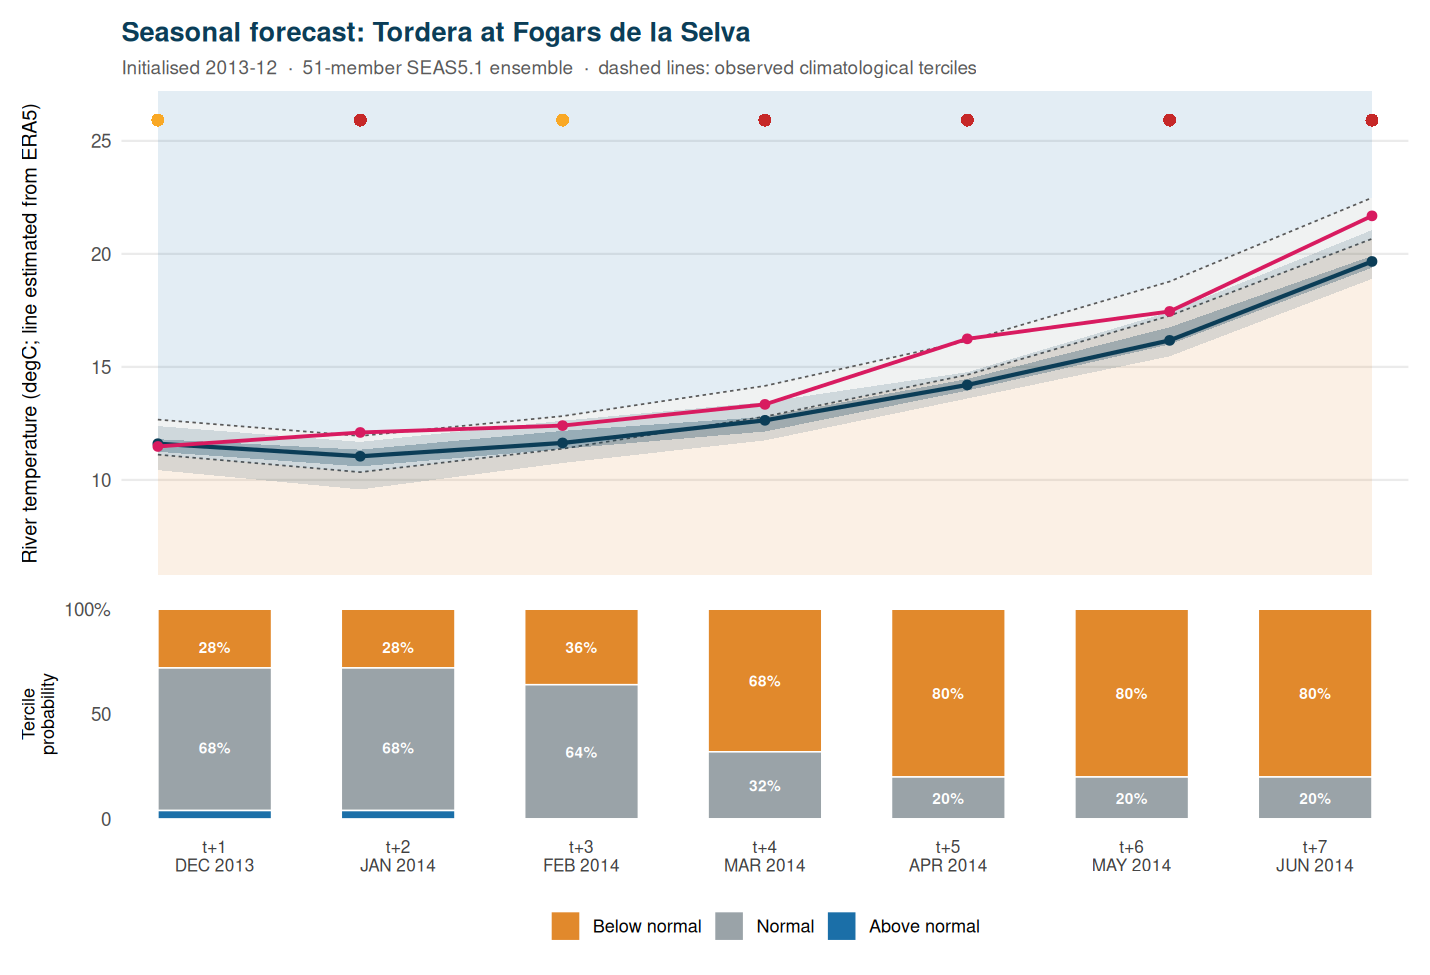 Seasonal forecast: Tordera at Fogars de la Selva
Initialised 2013-12 · 51-member SEAS5.1 ensemble · dashed lines: observed climatological terciles
River temperature (degC; line estimated from ERA5)
25
20
15
10
Tercile
probability
100%
50
0
28%
68%
28%
68%
36%
64%
68%
32%
80%
20%
80%
20%
80%
20%
t+1
DEC 2013
t+2
JAN 2014
t+3
FEB 2014
t+4
MAR 2014
t+5
APR 2014
t+6
MAY 2014
t+7
JUN 2014
Below normal
Normal
Above normal